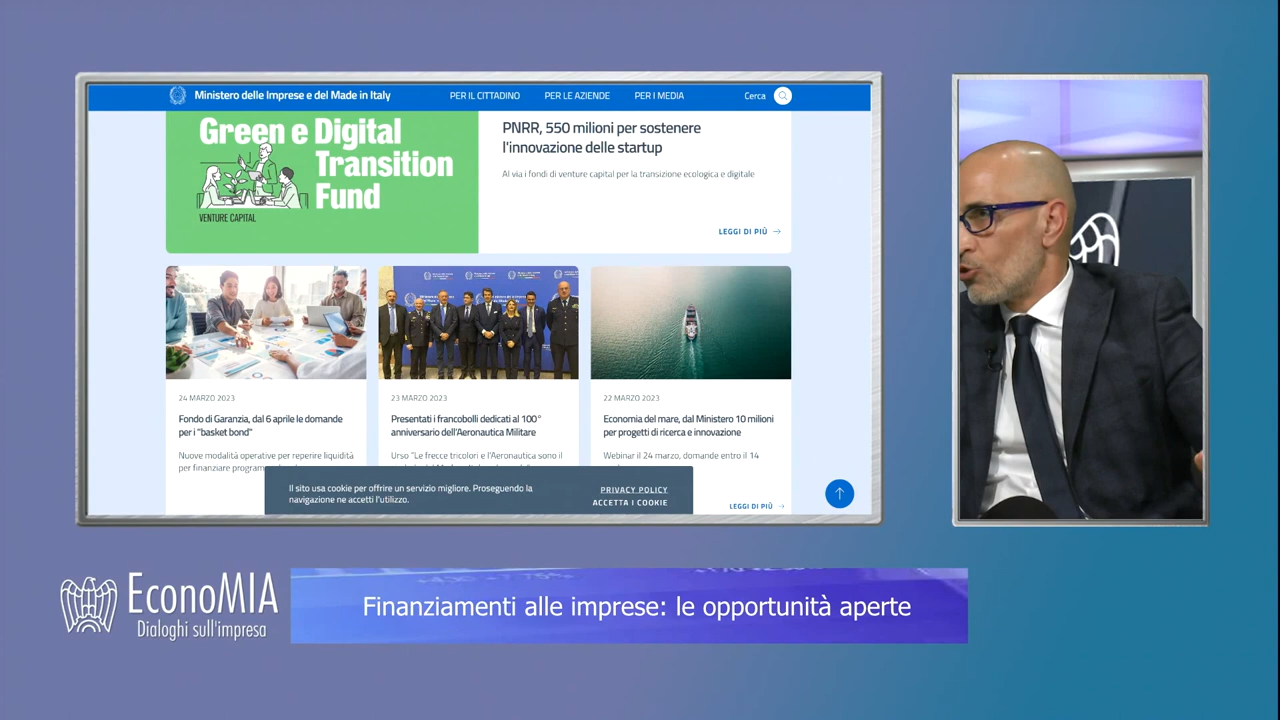 Ministero delle Imprese e del Made in Italy
PER IL CITTADINO
PER LE AZIENDE
PER I MEDIA
Cerca
Green e Digital
Transition
Fund
VENTURE CAPITAL
PNRR, 550 milioni per sostenere
l'innovazione delle startup
Al via i fondi di venture capital per la transizione ecologica e digitale
LEGGI DI PIÙ
24 MARZO 2023
Fondo di Garanzia, dal 6 aprile le domande
per i "basket bond"
Nuove modalità operative per reperire liquidità
per finanziare
23 MARZO 2023
Presentati i francobolli dedicati al 100°
anniversario dell'Aeronautica Militare
Urso "Le frecce tricolori e l'Aeronautica sono il
22 MARZO 2023
Economia del mare, dal Ministero 10 milioni
per progetti di ricerca e innovazione
Webinar il 24 marzo, domande entro il 14
LEGGI DI PIÙ
Il sito usa cookie per offrire un servizio migliore. Proseguendo la
navigazione ne accetti l'utilizzo.
PRIVACY POLICY
ACCETTA I COOKIE
EconoMIA
Dialoghi sull'impresa
Finanziamenti alle imprese: le opportunità aperte